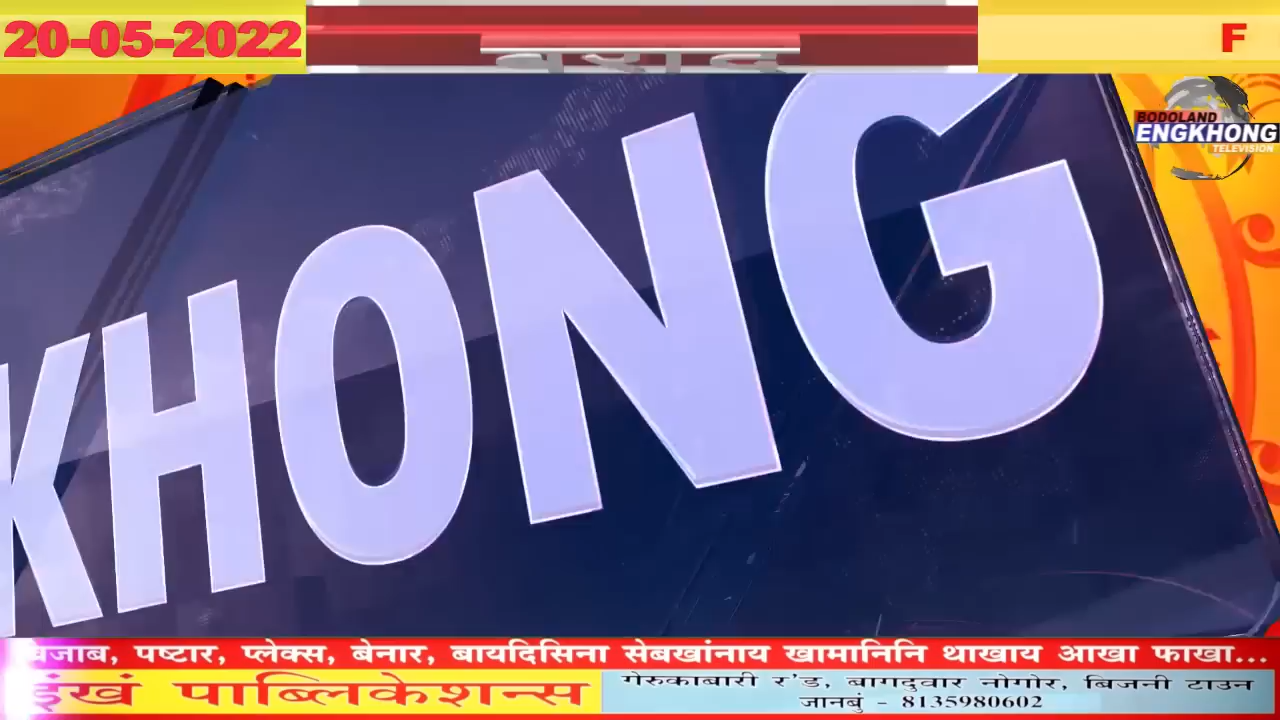 20-05-2022
F
BODOLAND
ENGKHONG
TELEVISION
KHONG
बिजाब, पष्टार, प्लेक्स, बेनार, बायदिसिना सेबखांनाय खामानिनि थाखाय आखा फाखा...
इंखं पाब्लिकेशन्स
गेरुकाबारी र'ड, बागदुवार नोगोर, बिजनी टाउन
जानबुं - 8135980602